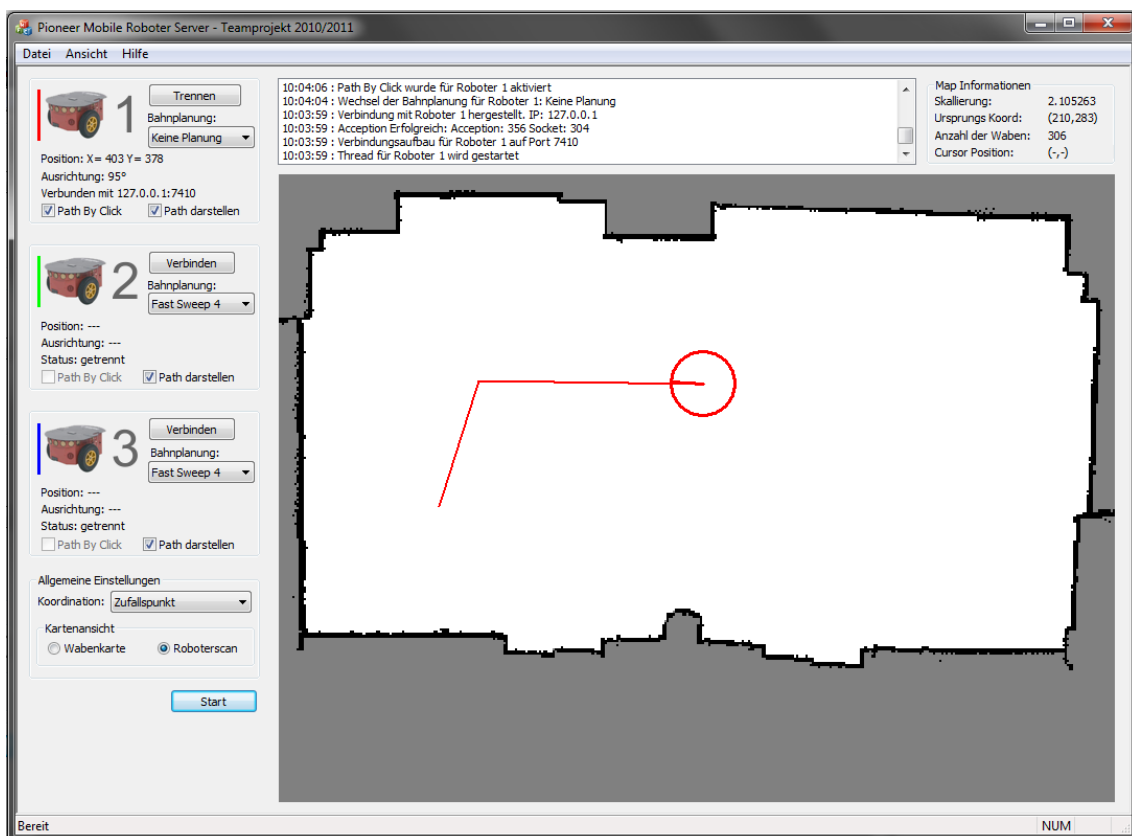 Pioneer Mobile Roboter Server - Teamprojekt 2010/2011
Datei Ansicht Hilfe
1
Trennen
Bahnplanung:
Keine Planung
Position: X= 403 Y= 378
Ausrichtung: 95°
Verbunden mit 127.0.0.1:7410
Path By Click Path darstellen
2
Verbinden
Bahnplanung:
Fast Sweep 4
Position: ---
Ausrichtung: ---
Status: getrennt
Path By Click Path darstellen
3
Verbinden
Bahnplanung:
Fast Sweep 4
Position: ---
Ausrichtung: ---
Status: getrennt
Path By Click Path darstellen
Allgemeine Einstellungen
Koordination: Zufallspunkt
Kartenansicht
Wabenkarte Roboterscan
Start
10:04:06 : Path By Click wurde für Roboter 1 aktiviert
10:04:04 : Wechsel der Bahnplanung für Roboter 1: Keine Planung
10:03:59 : Verbindung mit Roboter 1 hergestellt. IP: 127.0.0.1
10:03:59 : Acception Erfolgreich: Acception: 356 Socket: 304
10:03:59 : Verbindungsaufbau für Roboter 1 auf Port 7410
10:03:59 : Thread für Roboter 1 wird gestartet
Map Informationen
Skallierung: 2.105263
Ursprungs Koord: (210,283)
Anzahl der Waben: 306
Cursor Position: (-,-)
Bereit NUM